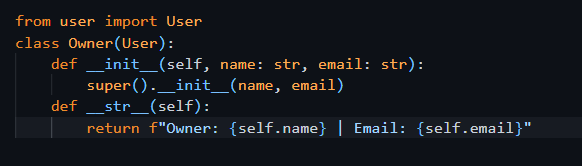 from user import User
class Owner(User):
    def __init__(self, name: str, email: str):
        super().__init__(name, email)
    def __str__(self):
        return f"Owner: {self.name} | Email: {self.email}"